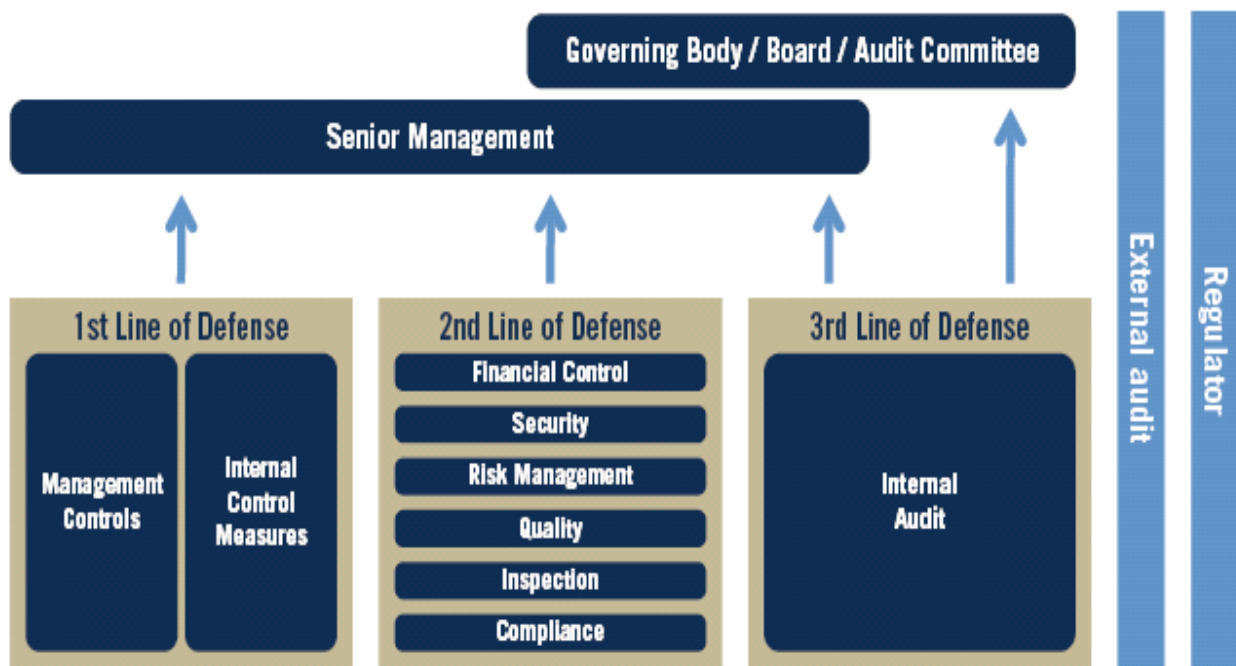 Governing Body / Board / Audit Committee
Senior Management
1st Line of Defense
Management
Controls
Internal
Control
Measures
2nd Line of Defense
Financial Control
Security
Risk Management
Quality
Inspection
Compliance
3rd Line of Defense
Internal
Audit
External audit
Regulator